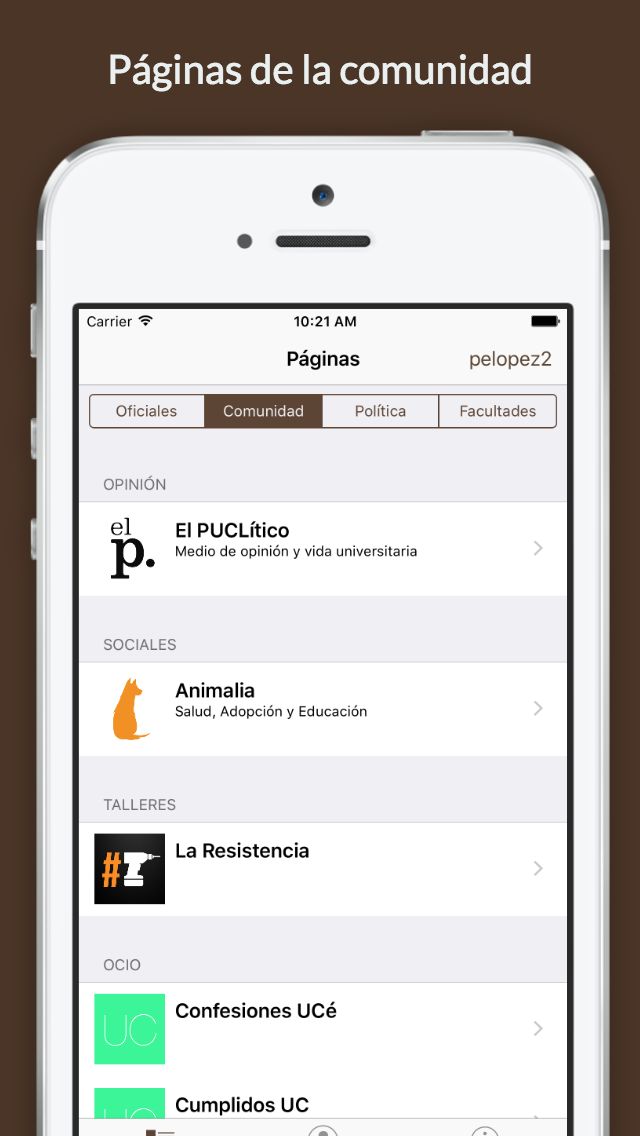 Páginas de la comunidad
Carrier 10:21 AM
Páginas pelopez2
Oficiales Comunidad Política Facultades
OPINIÓN
el
p.
El PUCLítico
Medio de opinión y vida universitaria
SOCIALES
Animalia
Salud, Adopción y Educación
TALLERES
#
La Resistencia
OCIO
UC
Confesiones UCé
UC
Cumplidos UC